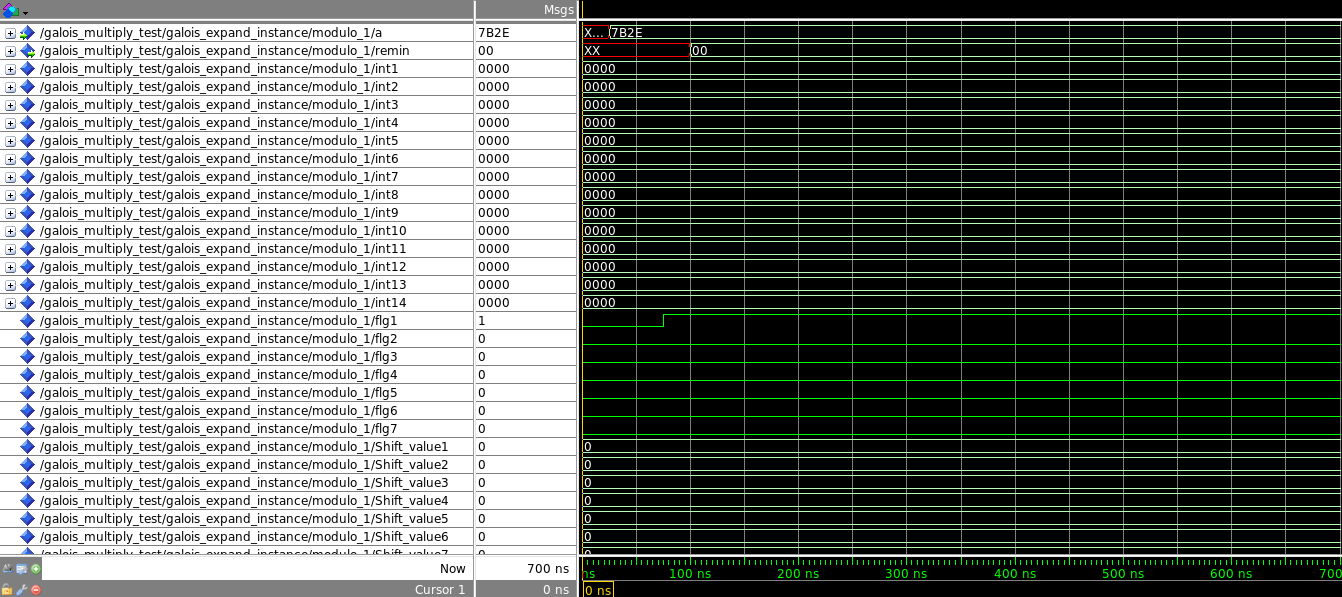 Msgs
/galois_multiply_test/galois_expand_instance/modulo_1/a 7B2E X... 7B2E
/galois_multiply_test/galois_expand_instance/modulo_1/remin 00 XX 00
/galois_multiply_test/galois_expand_instance/modulo_1/int1 0000 0000
/galois_multiply_test/galois_expand_instance/modulo_1/int2 0000 0000
/galois_multiply_test/galois_expand_instance/modulo_1/int3 0000 0000
/galois_multiply_test/galois_expand_instance/modulo_1/int4 0000 0000
/galois_multiply_test/galois_expand_instance/modulo_1/int5 0000 0000
/galois_multiply_test/galois_expand_instance/modulo_1/int6 0000 0000
/galois_multiply_test/galois_expand_instance/modulo_1/int7 0000 0000
/galois_multiply_test/galois_expand_instance/modulo_1/int8 0000 0000
/galois_multiply_test/galois_expand_instance/modulo_1/int9 0000 0000
/galois_multiply_test/galois_expand_instance/modulo_1/int10 0000 0000
/galois_multiply_test/galois_expand_instance/modulo_1/int11 0000 0000
/galois_multiply_test/galois_expand_instance/modulo_1/int12 0000 0000
/galois_multiply_test/galois_expand_instance/modulo_1/int13 0000 0000
/galois_multiply_test/galois_expand_instance/modulo_1/int14 0000 0000
/galois_multiply_test/galois_expand_instance/modulo_1/flg1 1
/galois_multiply_test/galois_expand_instance/modulo_1/flg2 0
/galois_multiply_test/galois_expand_instance/modulo_1/flg3 0
/galois_multiply_test/galois_expand_instance/modulo_1/flg4 0
/galois_multiply_test/galois_expand_instance/modulo_1/flg5 0
/galois_multiply_test/galois_expand_instance/modulo_1/flg6 0
/galois_multiply_test/galois_expand_instance/modulo_1/flg7 0
/galois_multiply_test/galois_expand_instance/modulo_1/Shift_value1 0 0
/galois_multiply_test/galois_expand_instance/modulo_1/Shift_value2 0 0
/galois_multiply_test/galois_expand_instance/modulo_1/Shift_value3 0 0
/galois_multiply_test/galois_expand_instance/modulo_1/Shift_value4 0 0
/galois_multiply_test/galois_expand_instance/modulo_1/Shift_value5 0 0
/galois_multiply_test/galois_expand_instance/modulo_1/Shift_value6 0 0
Now 700 ns ns 100 ns 200 ns 300 ns 400 ns 500 ns 600 ns 700
Cursor 1 0 ns 0 ns